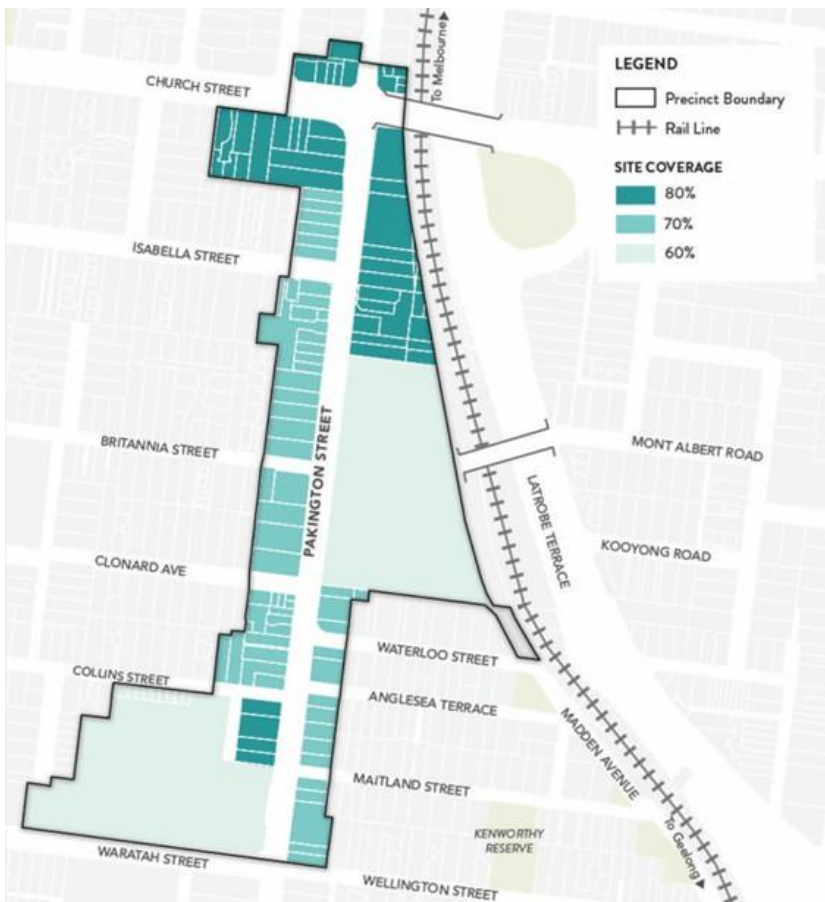 To Melbourne
LEGEND
Precinct Boundary
Rail Line
SITE COVERAGE
80%
70%
60%
CHURCH STREET
ISABELLA STREET
BRITANNIA STREET
PAKINGTON STREET
MONT ALBERT ROAD
LATROBE TERRACE
KOOYONG ROAD
CLONARD AVE
WATERLOO STREET
COLLINS STREET
ANGLESEA TERRACE
MADDEN AVENUE
MAITLAND STREET
To Geelong
KENWORTHY
RESERVE
WARATAH STREET
WELLINGTON STREET